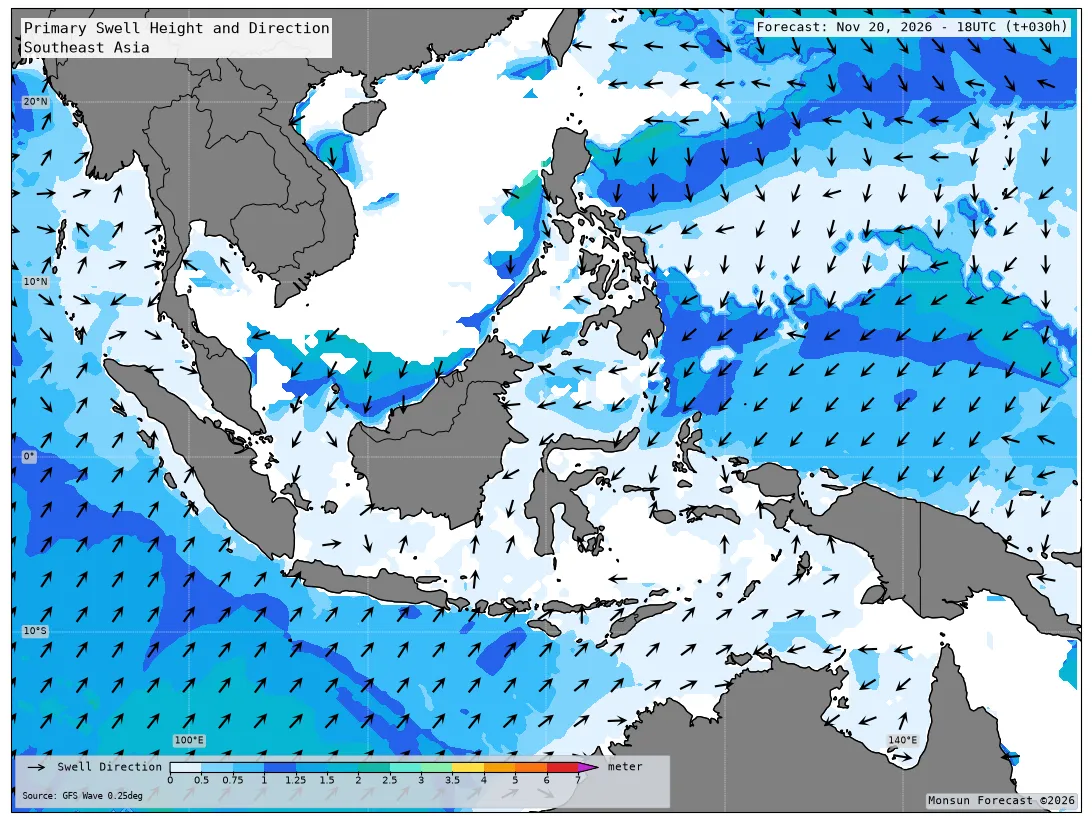 Primary Swell Height and Direction
Southeast Asia
Forecast: Nov 20, 2026 - 18UTC (t+030h)
20°N
10°N
0°
10°S
100°E
140°E
Swell Direction
0 0.5 0.75 1 1.25 1.5 2 2.5 3 3.5 4 5 6 7
meter
Source: GFS Wave 0.25deg
Monsun Forecast ©2026